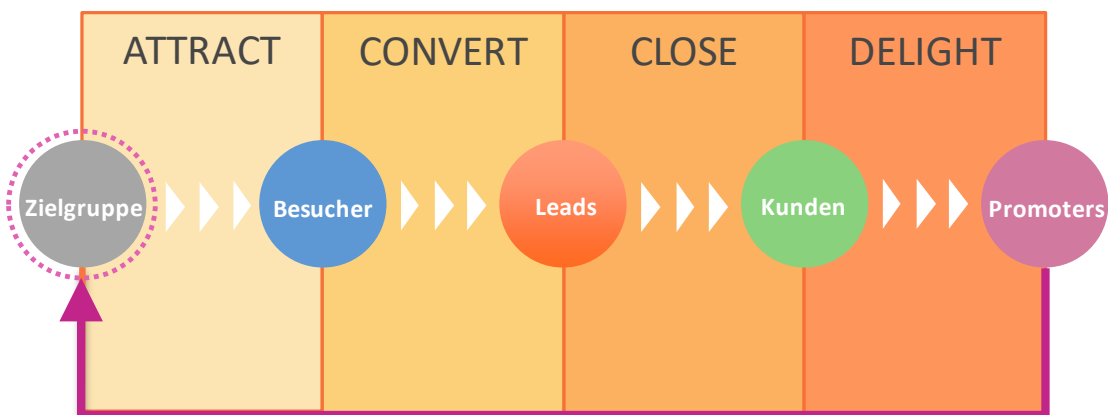 ATTRACT
CONVERT
CLOSE
DELIGHT
Zielgruppe
Besucher
Leads
Kunden
Promoters